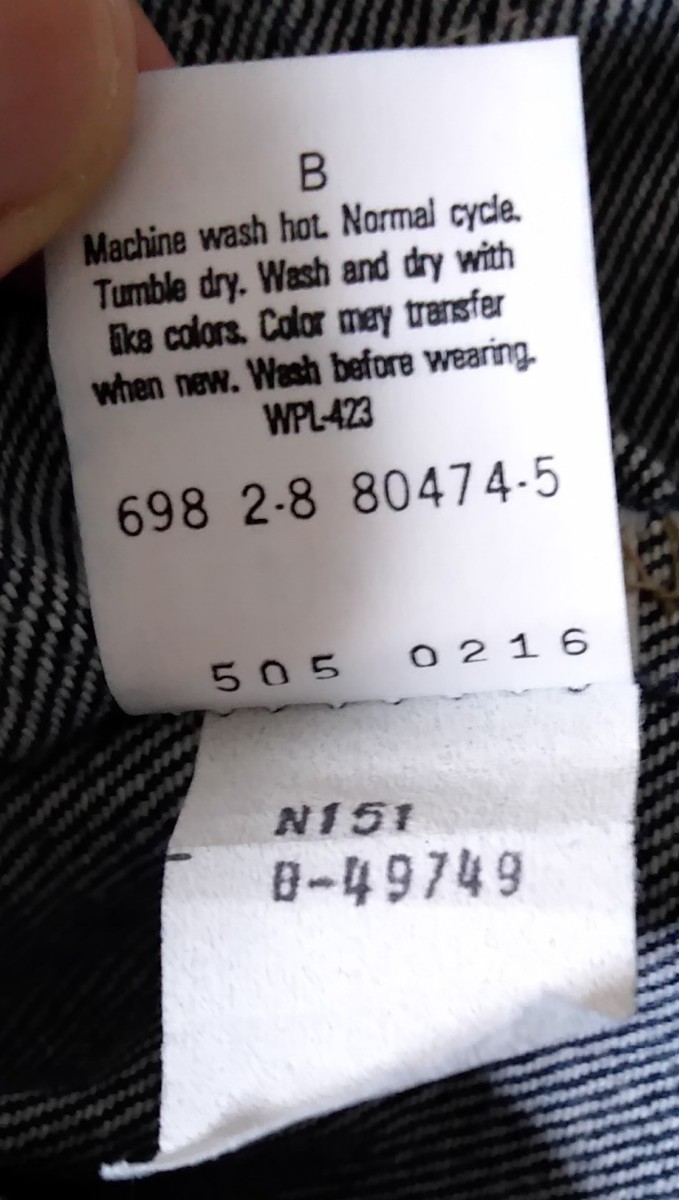 B
Machine wash hot. Normal cycle.
Tumble dry. Wash and dry with
like colors. Color may transfer
when new. Wash before wearing.
WPL-423
698 2-8 80474-5
505 0216
N151
B-49749